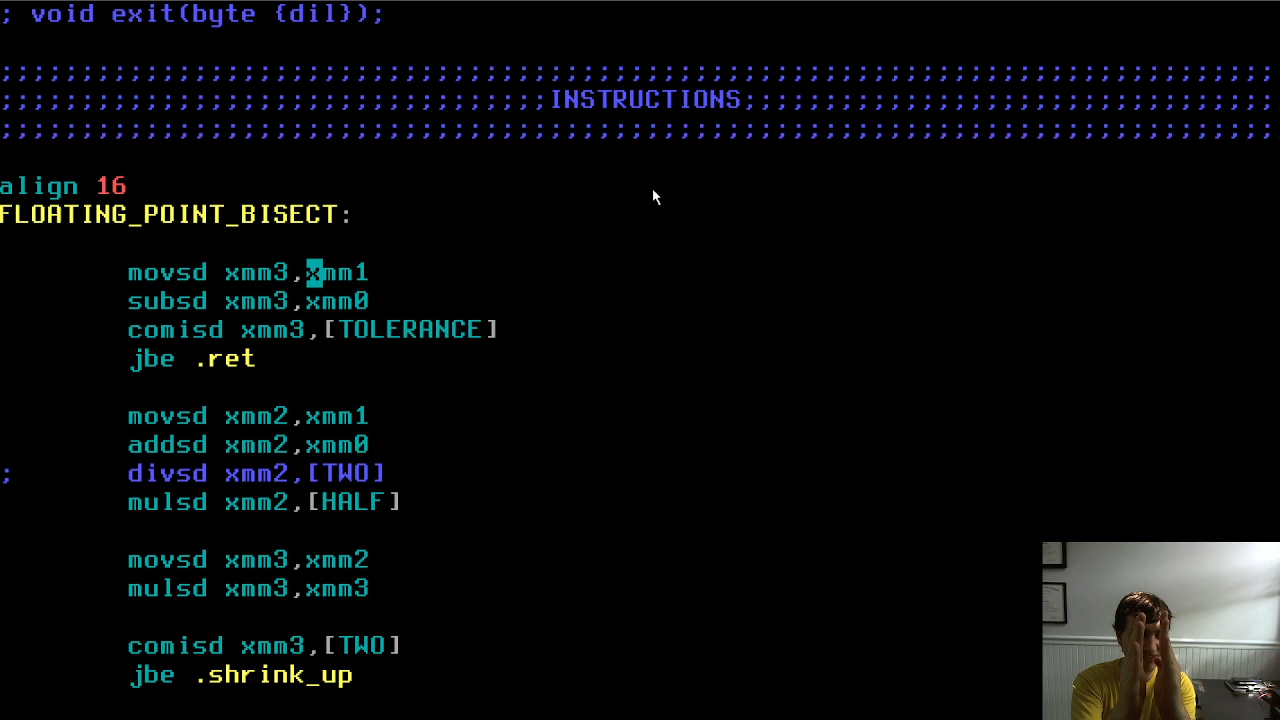 ; void exit(byte {dil});
;;;;;;;;;;;;;;;;;;;;;;;;;;;;;;;;;;;;;;;;;;;;;;;;;;;;;;;;;;;;;;;;;;;;;;;;;;;;;;;
;;;;;;;;;;;;;;;;;;;;;;;;;;;;;;;;;;INSTRUCTIONS;;;;;;;;;;;;;;;;;;;;;;;;;;;;;;;;;
;;;;;;;;;;;;;;;;;;;;;;;;;;;;;;;;;;;;;;;;;;;;;;;;;;;;;;;;;;;;;;;;;;;;;;;;;;;;;;;
align 16
FLOATING_POINT_BISECT:
movsd xmm3,xmm1
subsd xmm3,xmm0
comisd xmm3,[TOLERANCE]
jbe .ret
movsd xmm2,xmm1
addsd xmm2,xmm0
; divsd xmm2,[TWO]
mulsd xmm2,[HALF]
movsd xmm3,xmm2
mulsd xmm3,xmm3
comisd xmm3,[TWO]
jbe .shrink_up